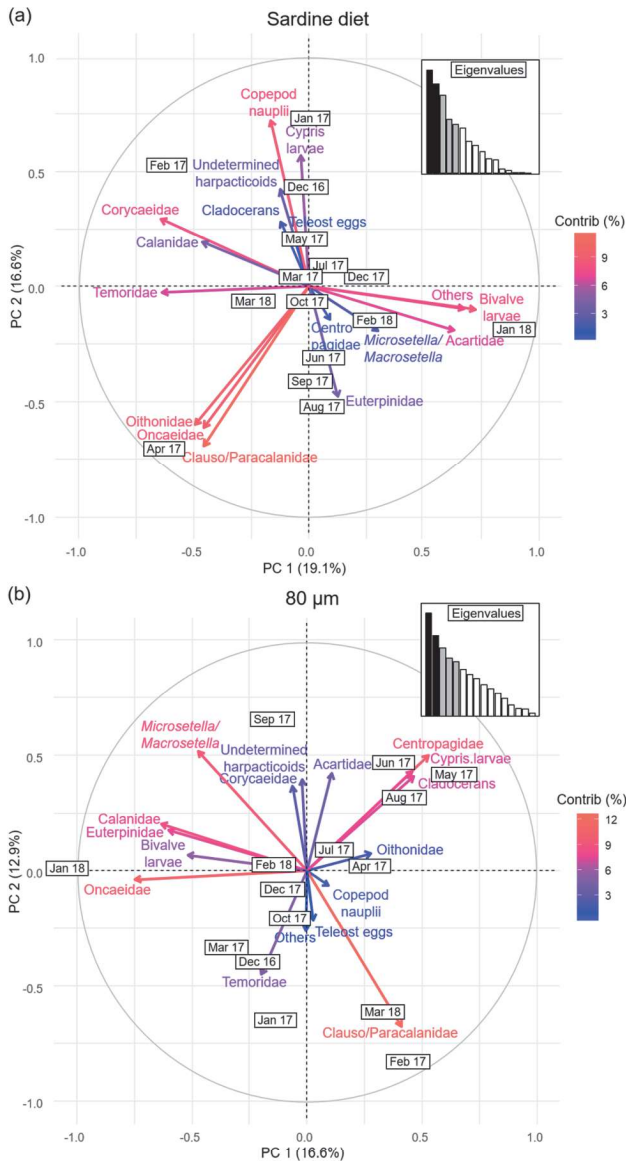 (a)
Sardine diet
1.0
Eigenvalues
Copepod
nauplii
Jan 17
Cypris
larvae
Feb 17
Undetermined
harpacticoids
Dec 16
0.5
Corycaeidae
Cladocerans
Teleost eggs
Calanidae
May 17
Contrib (%)
9
6
3
Jul 17
Mar 17
Dec 17
PC 2 (16.6%)
0.0
Temoridae
Mar 18
Oct 17
Others
Bivalve
larvae
Centro
pagidae
Feb 18
Jan 18
Microsetella/
Macrosetella
Acartidae
Jun 17
Sep 17
Aug 17
Euterpinidae
-0.5
Oithonidae
Oncaeidae
Apr 17
Clauso/Paracalanidae
-1.0
-1.0
-0.5
0.0
0.5
1.0
PC 1 (19.1%)
(b)
80 µm
1.0
Eigenvalues
Microsetella/
Macrosetella
Sep 17
Undetermined
harpacticoids
Corycaeidae
Acartidae
Centropagidae
Jun 17
Cypris.larvae
May 17
Cladocerans
Aug 17
0.5
Contrib (%)
12
9
6
3
Calanidae
Euterpinidae
Bivalve
larvae
Jul 17
Oithonidae
Jan 18
Feb 18
Apr 17
PC 2 (12.9%)
0.0
Oncaeidae
Dec 17
Copepod
nauplii
Oct 17
Teleost eggs
Others
Mar 17
Dec 16
Temoridae
-0.5
Jan 17
Mar 18
Clauso/Paracalanidae
Feb 17
-1.0
-1.0
-0.5
0.0
0.5
1.0
PC 1 (16.6%)